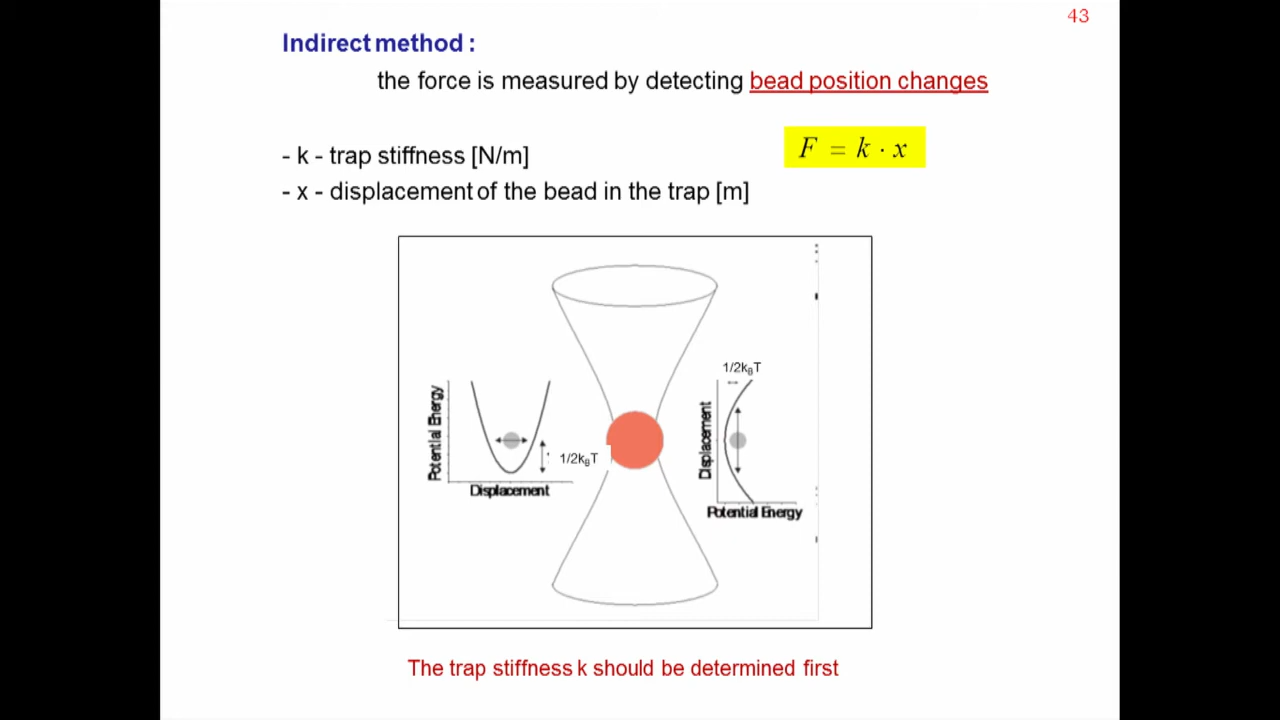 43
Indirect method :
the force is measured by detecting bead position changes
F = k · x
- k - trap stiffness [N/m]
- x - displacement of the bead in the trap [m]
1/2kBT
Potential Energy
Displacement
1/2kBT
Displacement
Potential Energy
The trap stiffness k should be determined first